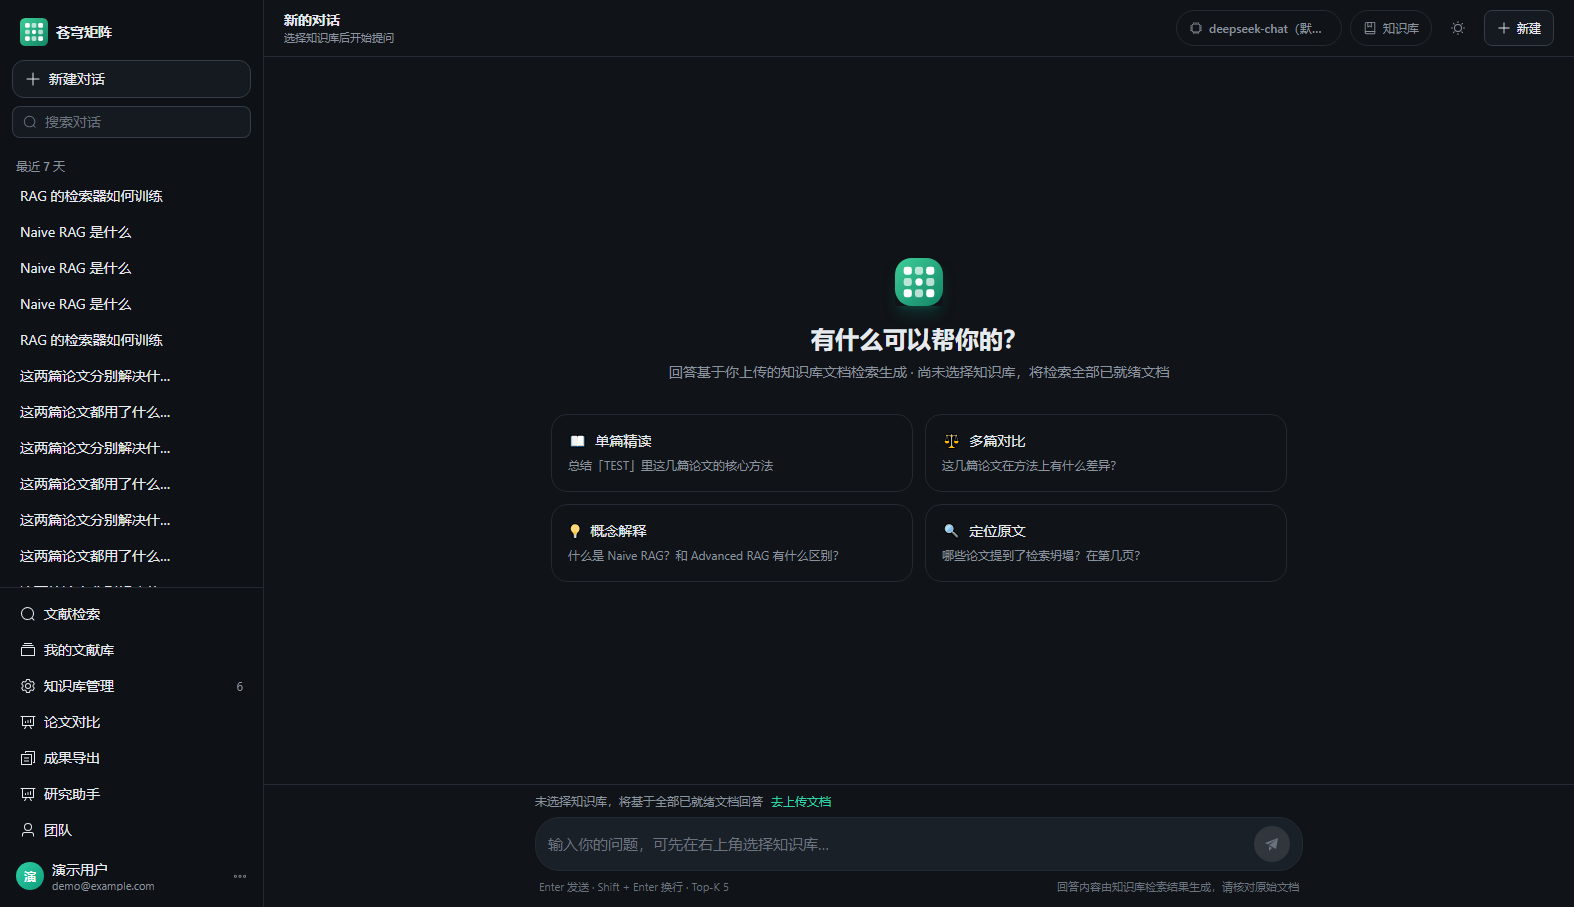 苍穹矩阵
新建对话
搜索对话
最近 7 天
RAG 的检索器如何训练
Naive RAG 是什么
Naive RAG 是什么
Naive RAG 是什么
RAG 的检索器如何训练
这两篇论文分别解决什...
这两篇论文都用了什么...
这两篇论文分别解决什...
这两篇论文都用了什么...
这两篇论文分别解决什...
这两篇论文都用了什么...
文献检索
我的文献库
知识库管理 6
论文对比
成果导出
研究助手
团队
演
演示用户
demo@example.com
新的对话
选择知识库后开始提问
deepseek-chat（默...
知识库
新建
有什么可以帮你的？
回答基于你上传的知识库文档检索生成 · 尚未选择知识库，将检索全部已就绪文档
单篇精读
总结「TEST」里这几篇论文的核心方法
多篇对比
这几篇论文在方法上有什么差异？
概念解释
什么是 Naive RAG？和 Advanced RAG 有什么区别？
定位原文
哪些论文提到了检索坍塌？在第几页？
未选择知识库，将基于全部已就绪文档回答 去上传文档
输入你的问题，可先在右上角选择知识库...
Enter 发送 · Shift + Enter 换行 · Top-K 5
回答内容由知识库检索结果生成，请核对原始文档